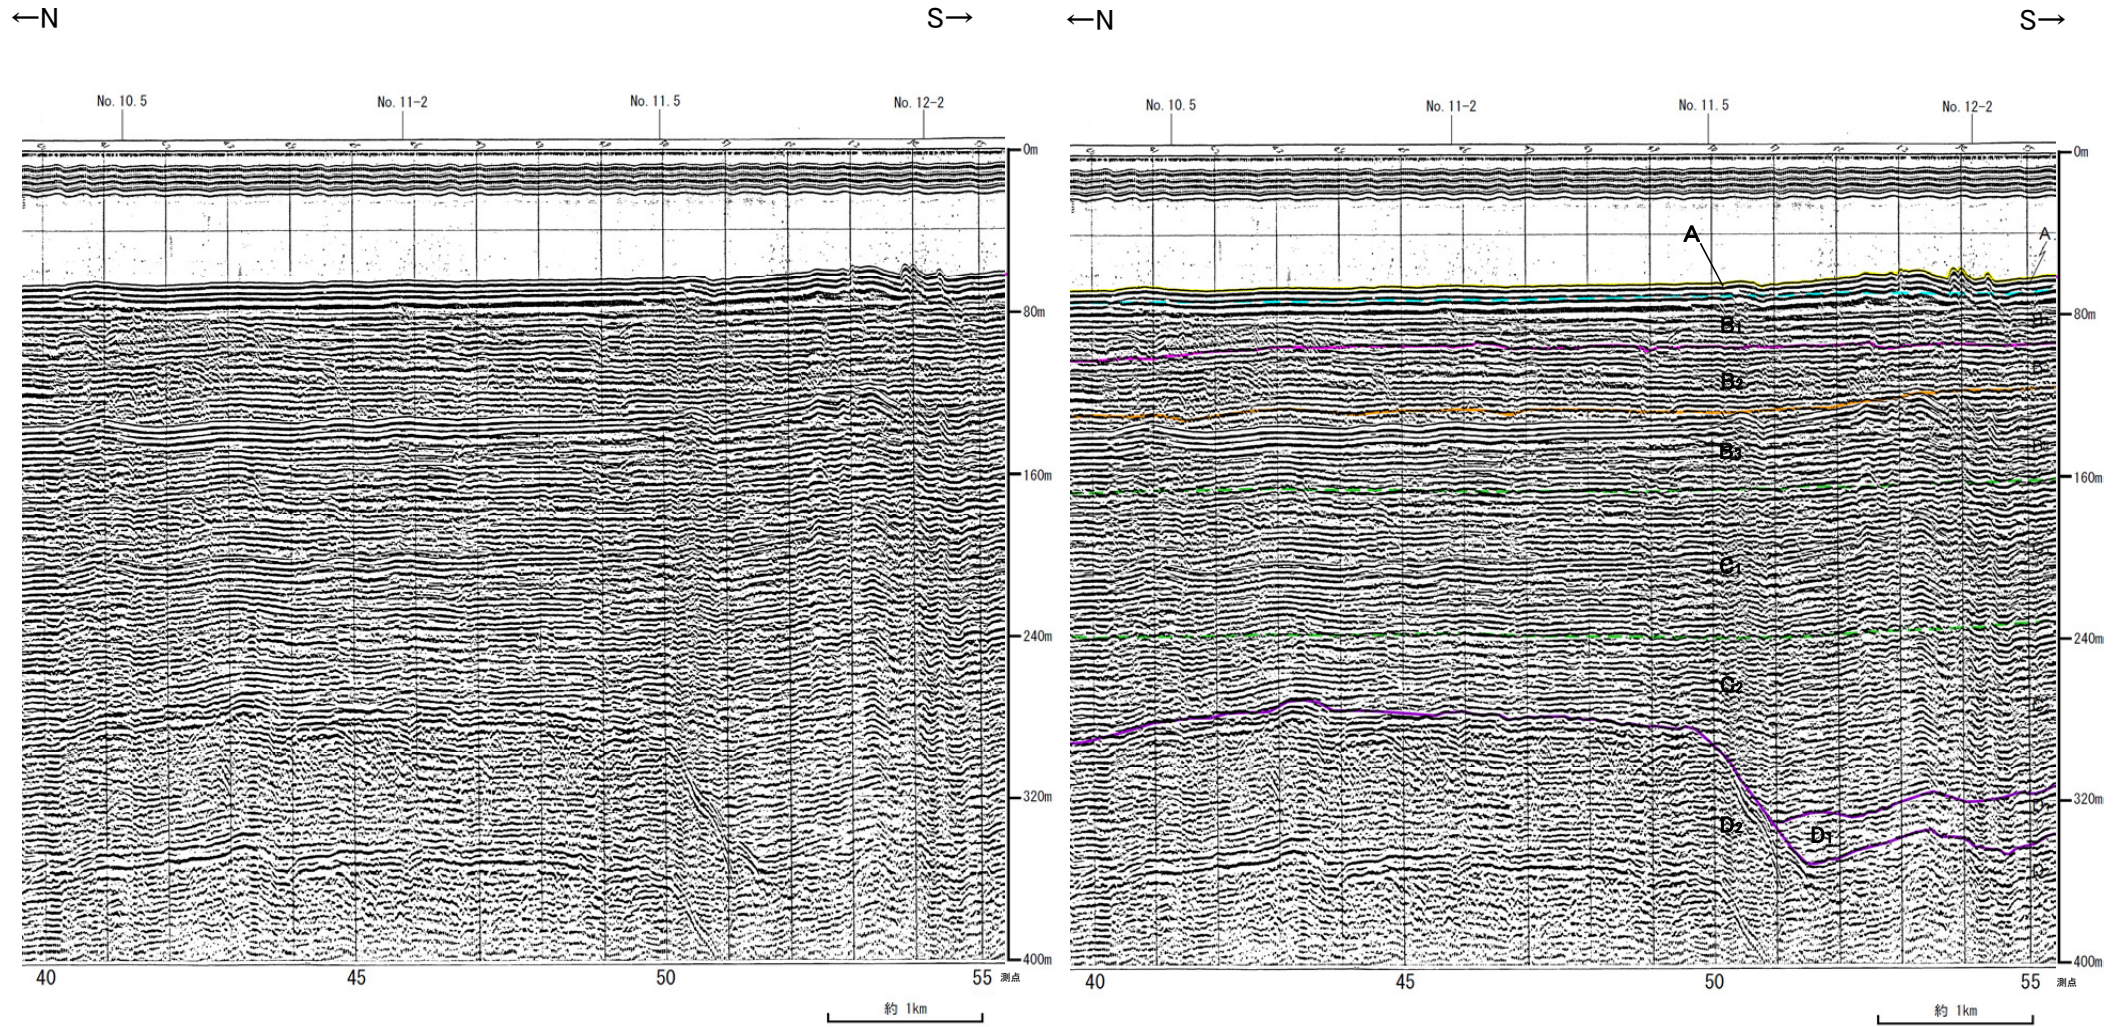 ←N
S→
←N
S→
No.10.5
No.11-2
No.11.5
No.12-2
No.10.5
No.11-2
No.11.5
No.12-2
0m
80m
160m
240m
320m
400m
40
45
50
55
測点
約 1km
0m
A
A
80m
B₁
B₂
B₃
160m
C₁
240m
C₂
320m
D₂
D₁
400m
40
45
50
55
測点
約 1km